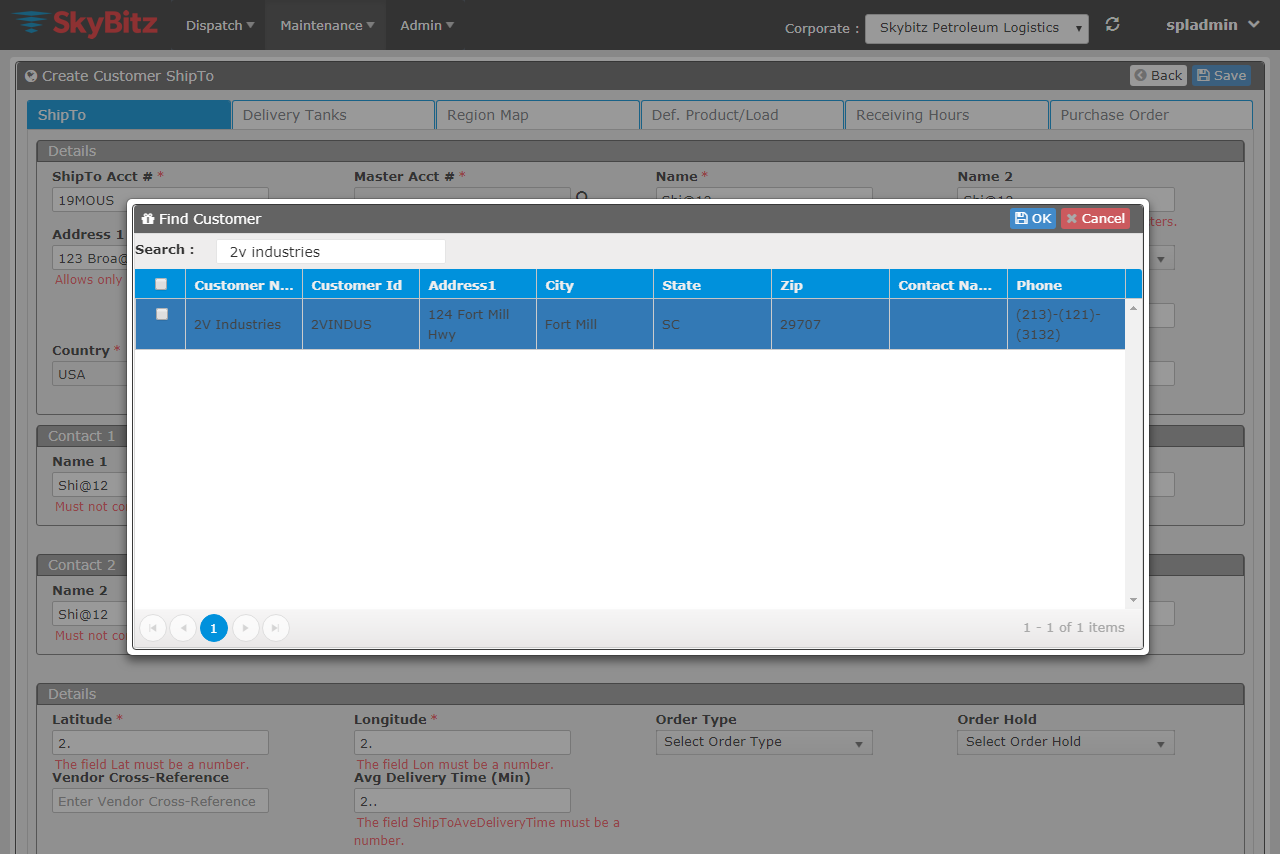 SkyBitz Dispatch Maintenance Admin Corporate : Skybitz Petroleum Logistics spladmin
Create Customer ShipTo Back Save
ShipTo Delivery Tanks Region Map Def. Product/Load Receiving Hours Purchase Order
Details
ShipTo Acct # * Master Acct # * Name * Name 2
19MOUS
Find Customer OK Cancel
ters.
Address 1
Search : 2v industries
123 Broa@
Allows only
Customer N... Customer Id Address1 City State Zip Contact Na... Phone
2V Industries 2VINDUS 124 Fort Mill Hwy Fort Mill SC 29707 (213)-(121)-(3132)
Country *
USA
Contact 1
Name 1
Shi@12
Must not co
Contact 2
Name 2
Shi@12
Must not co
1 1 - 1 of 1 items
Details
Latitude * Longitude * Order Type Order Hold
2. 2. Select Order Type Select Order Hold
The field Lat must be a number. The field Lon must be a number.
Vendor Cross-Reference Avg Delivery Time (Min)
Enter Vendor Cross-Reference 2..
The field ShipToAveDeliveryTime must be a
number.